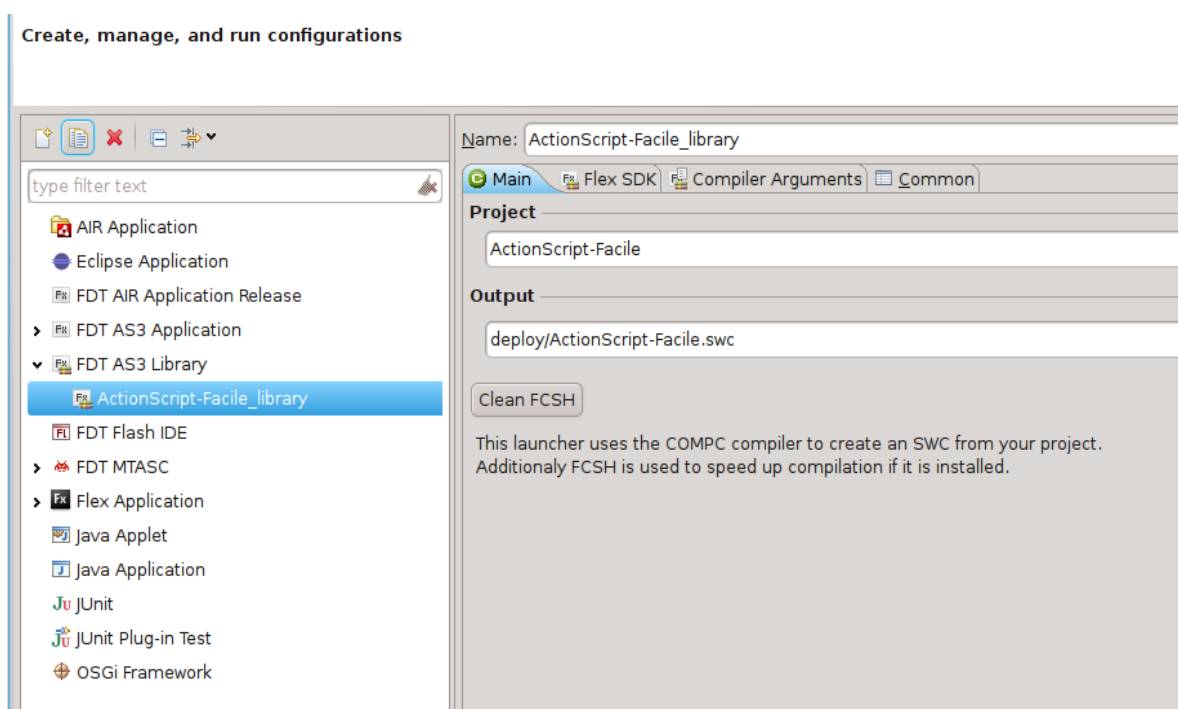 Create, manage, and run configurations
Name: ActionScript-Facile_library
type filter text
Main Flex SDK Compiler Arguments Common
AIR Application
Eclipse Application
FDT AIR Application Release
FDT AS3 Application
FDT AS3 Library
ActionScript-Facile_library
FDT Flash IDE
FDT MTASC
Flex Application
Java Applet
Java Application
JUnit
JUnit Plug-in Test
OSGi Framework
Project
ActionScript-Facile
Output
deploy/ActionScript-Facile.swc
Clean FCSH
This launcher uses the COMPC compiler to create an SWC from your project.
Additionaly FCSH is used to speed up compilation if it is installed.